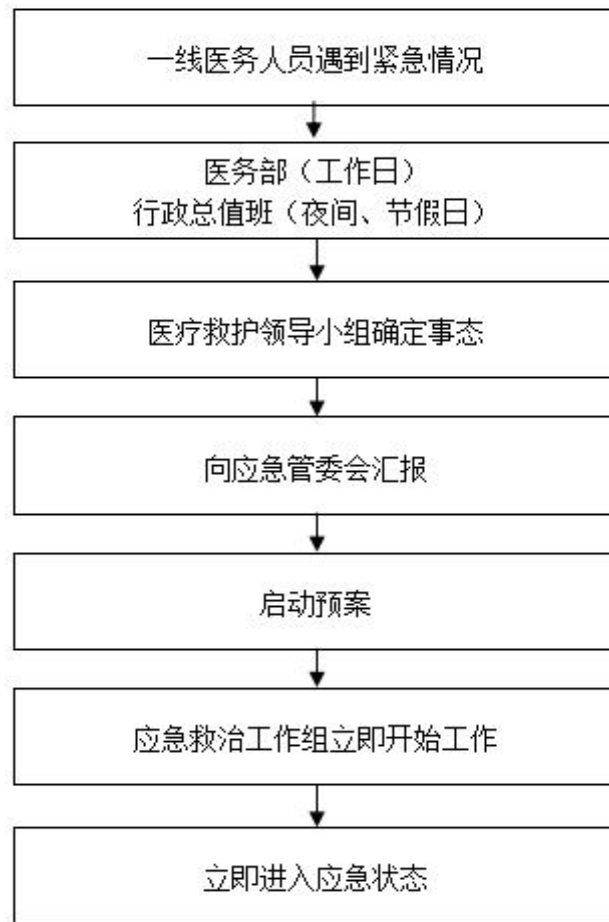 一线医务人员遇到紧急情况
医务部（工作日）
行政总值班（夜间、节假日）
医疗救护领导小组确定事态
向应急管委会汇报
启动预案
应急救治工作组立即开始工作
立即进入应急状态